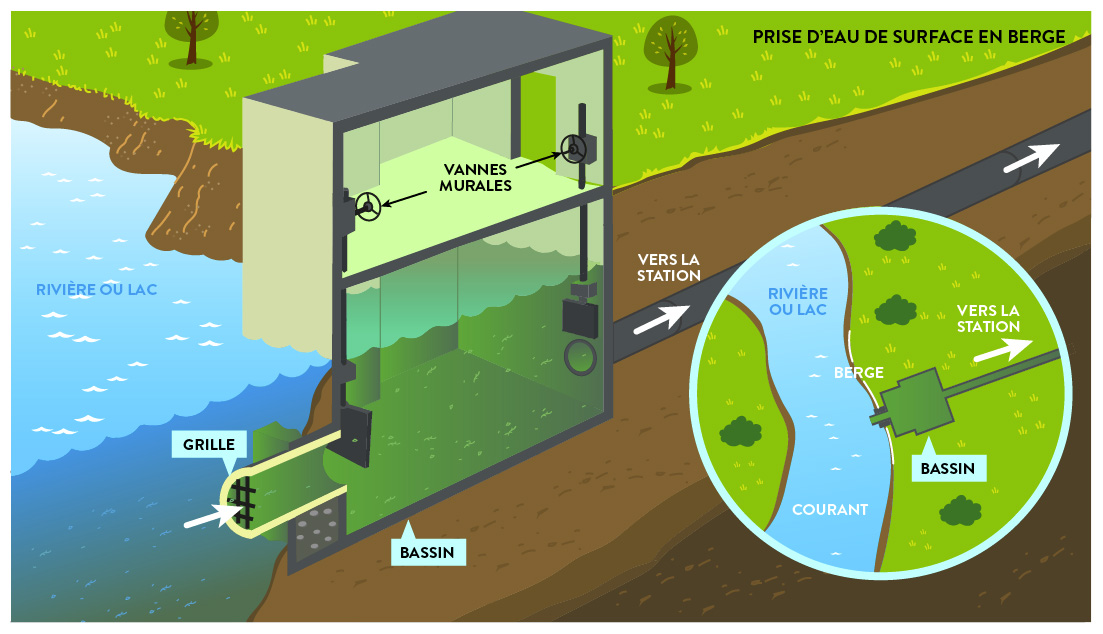 PRISE D'EAU DE SURFACE EN BERGE
VANNES
MURALES
RIVIÈRE OU LAC
VERS LA
STATION
GRILLE
BASSIN
RIVIÈRE
OU LAC
VERS LA
STATION
BERGE
BASSIN
COURANT